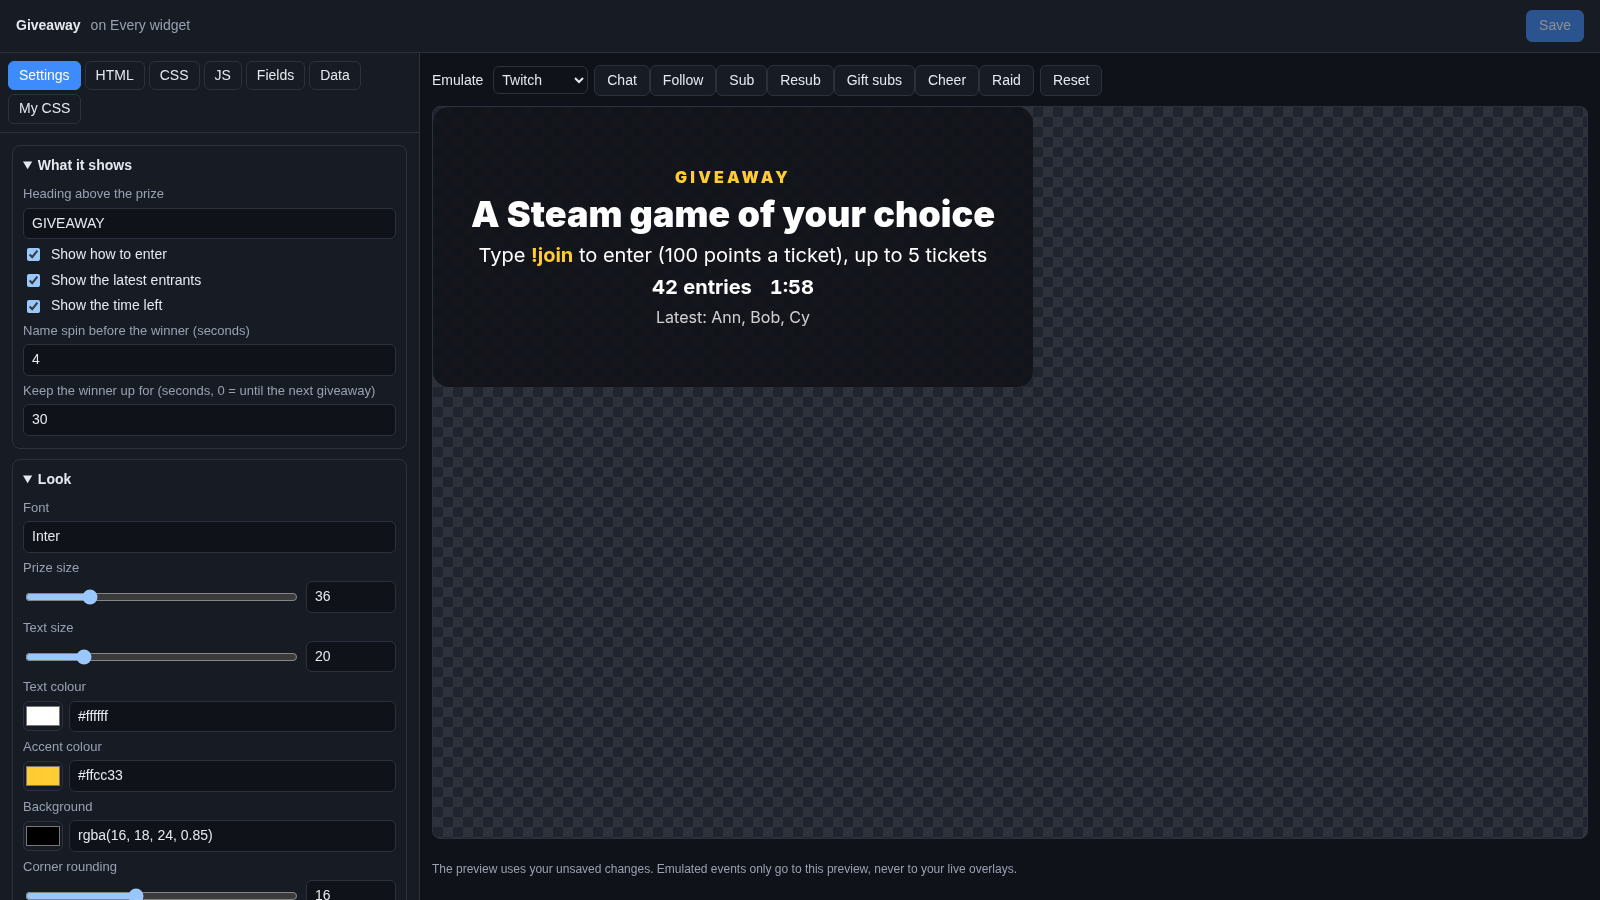 Giveaway on Every widget
Save
Settings HTML CSS JS Fields Data
My CSS
▼ What it shows
Heading above the prize
GIVEAWAY
Show how to enter
Show the latest entrants
Show the time left
Name spin before the winner (seconds)
4
Keep the winner up for (seconds, 0 = until the next giveaway)
30
▼ Look
Font
Inter
Prize size
36
Text size
20
Text colour
#ffffff
Accent colour
#ffcc33
Background
rgba(16, 18, 24, 0.85)
Corner rounding
16
Emulate Twitch Chat Follow Sub Resub Gift subs Cheer Raid Reset
GIVEAWAY
A Steam game of your choice
Type !join to enter (100 points a ticket), up to 5 tickets
42 entries 1:58
Latest: Ann, Bob, Cy
The preview uses your unsaved changes. Emulated events only go to this preview, never to your live overlays.